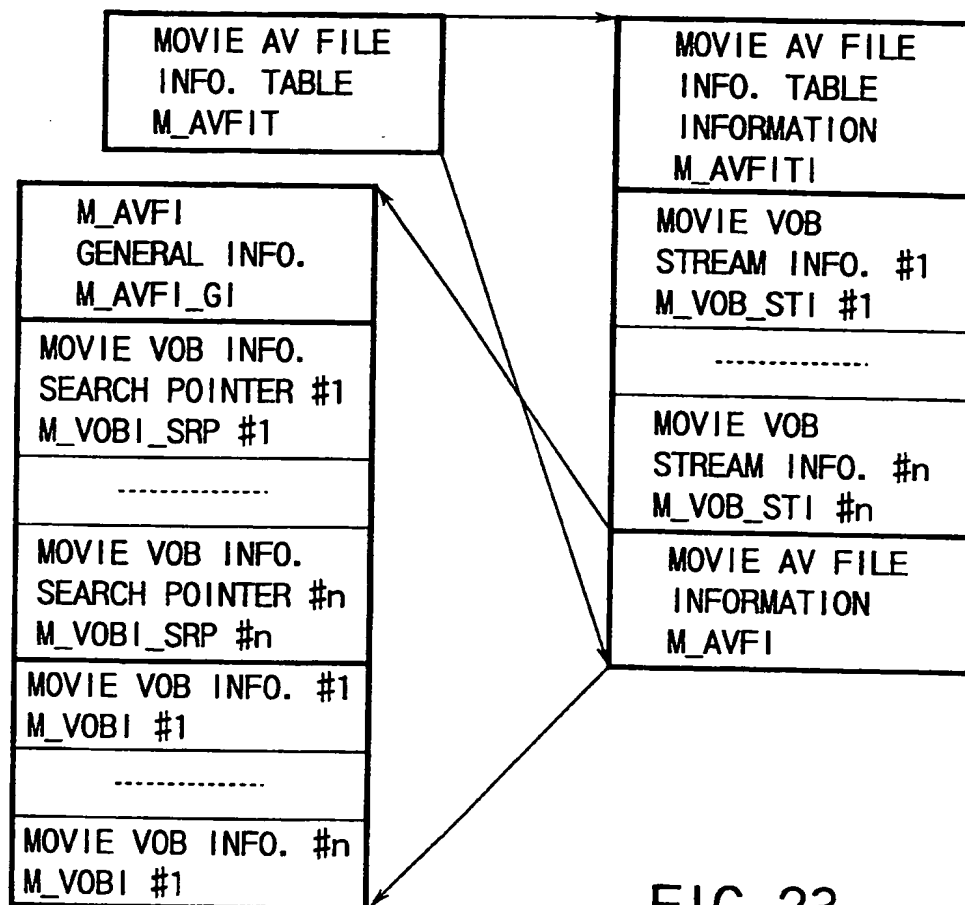 MOVIE AV FILE
INFO. TABLE
M_AVFIT
MOVIE AV FILE
INFO. TABLE
INFORMATION
M_AVFITI
MOVIE VOB
STREAM INFO. #1
M_VOB_STI #1
MOVIE VOB
STREAM INFO. #n
M_VOB_STI #n
MOVIE AV FILE
INFORMATION
M_AVFI
M_AVFI
GENERAL INFO.
M_AVFI_GI
MOVIE VOB INFO.
SEARCH POINTER #1
M_VOBI_SRP #1
MOVIE VOB INFO.
SEARCH POINTER #n
M_VOBI_SRP #n
MOVIE VOB INFO. #1
M_VOBI #1
MOVIE VOB INFO. #n
M_VOBI #1